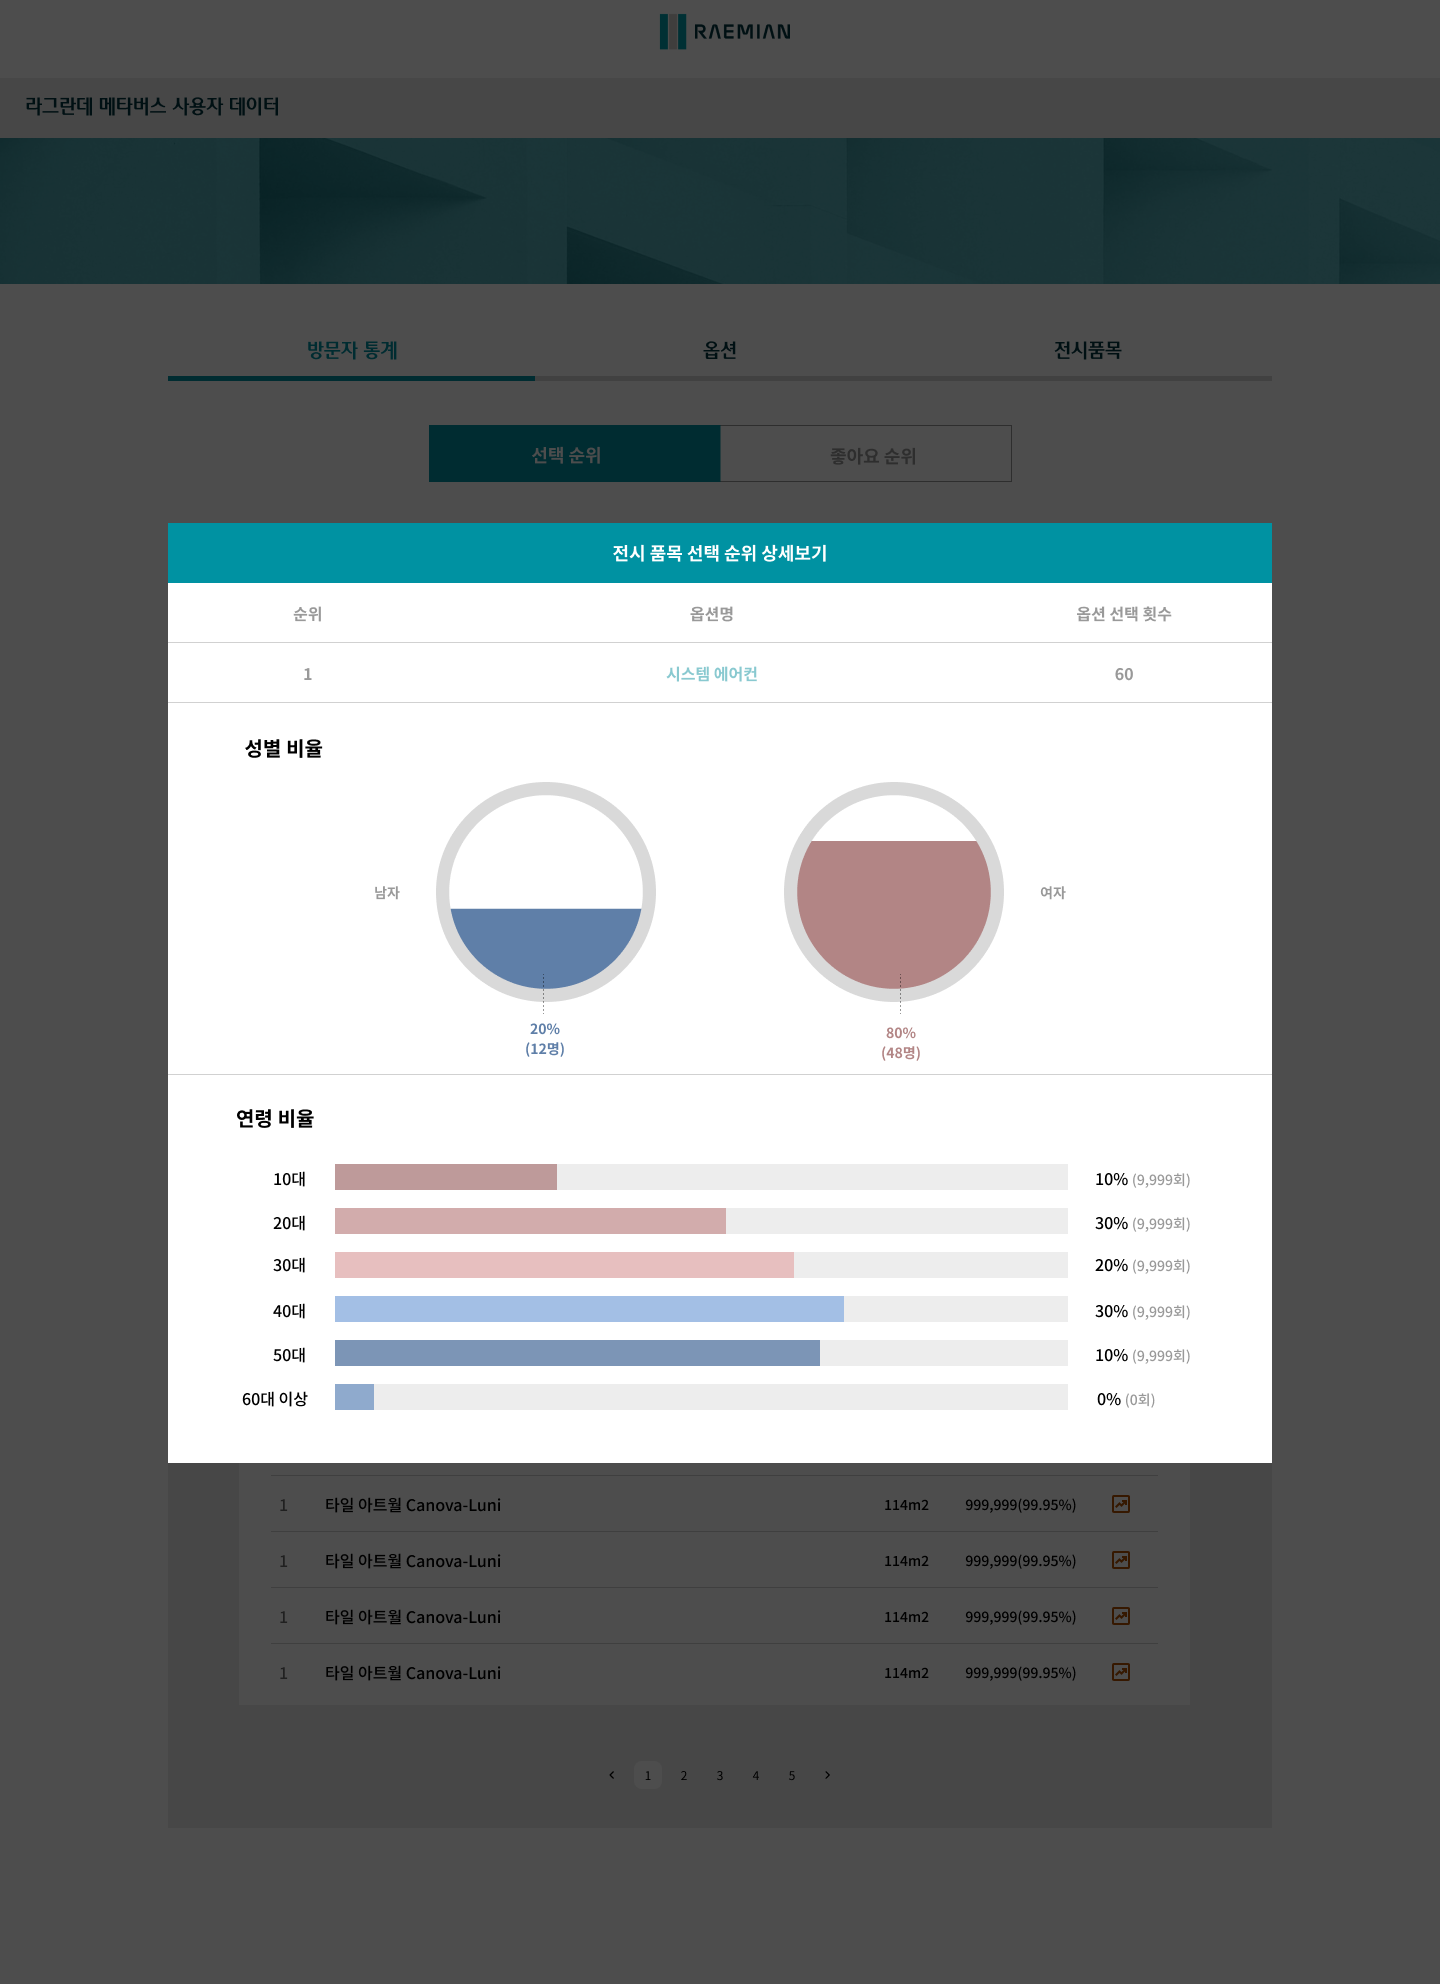 RAEMIAN
라그란데 메타버스 사용자 데이터
방문자 통계 옵션 전시품목
선택 순위 좋아요 순위
전시 품목 선택 순위 상세보기
순위 옵션명 옵션 선택 횟수
1 시스템 에어컨 60
성별 비율
남자 여자
20% 80%
(12명) (48명)
연령 비율
10대 10% (9,999회)
20대 30% (9,999회)
30대 20% (9,999회)
40대 30% (9,999회)
50대 10% (9,999회)
60대 이상 0% (0회)
1 타일 아트월 Canova-Luni 114m2 999,999(99.95%)
1 타일 아트월 Canova-Luni 114m2 999,999(99.95%)
1 타일 아트월 Canova-Luni 114m2 999,999(99.95%)
1 타일 아트월 Canova-Luni 114m2 999,999(99.95%)
‹ 1 2 3 4 5 ›